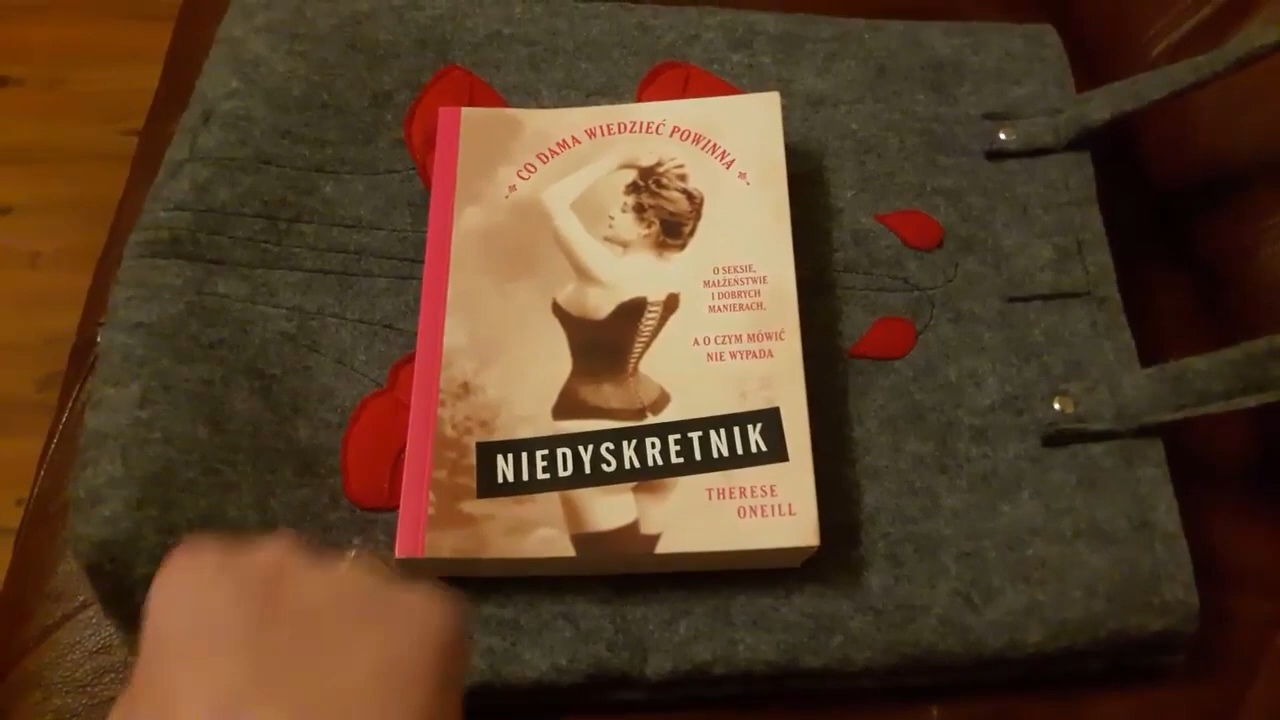 CO DAMA WIEDZIEĆ POWINNA
O SEKSIE,
MAŁŻEŃSTWIE
I DOBRYCH
MANIERACH,
A O CZYM MÓWIĆ
NIE WYPADA
NIEDYSKRETNIK
THERESE
ONEILL